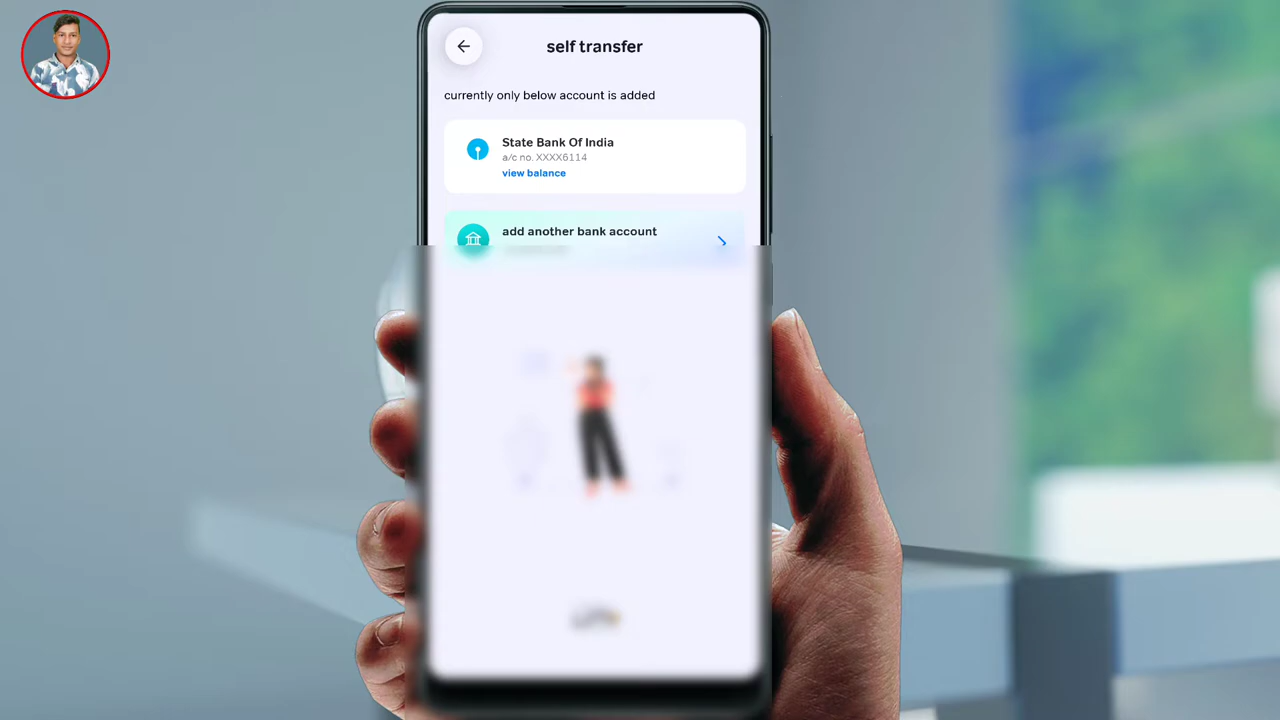 self transfer
currently only below account is added
State Bank Of India
a/c no. XXXX6114
view balance
add another bank account